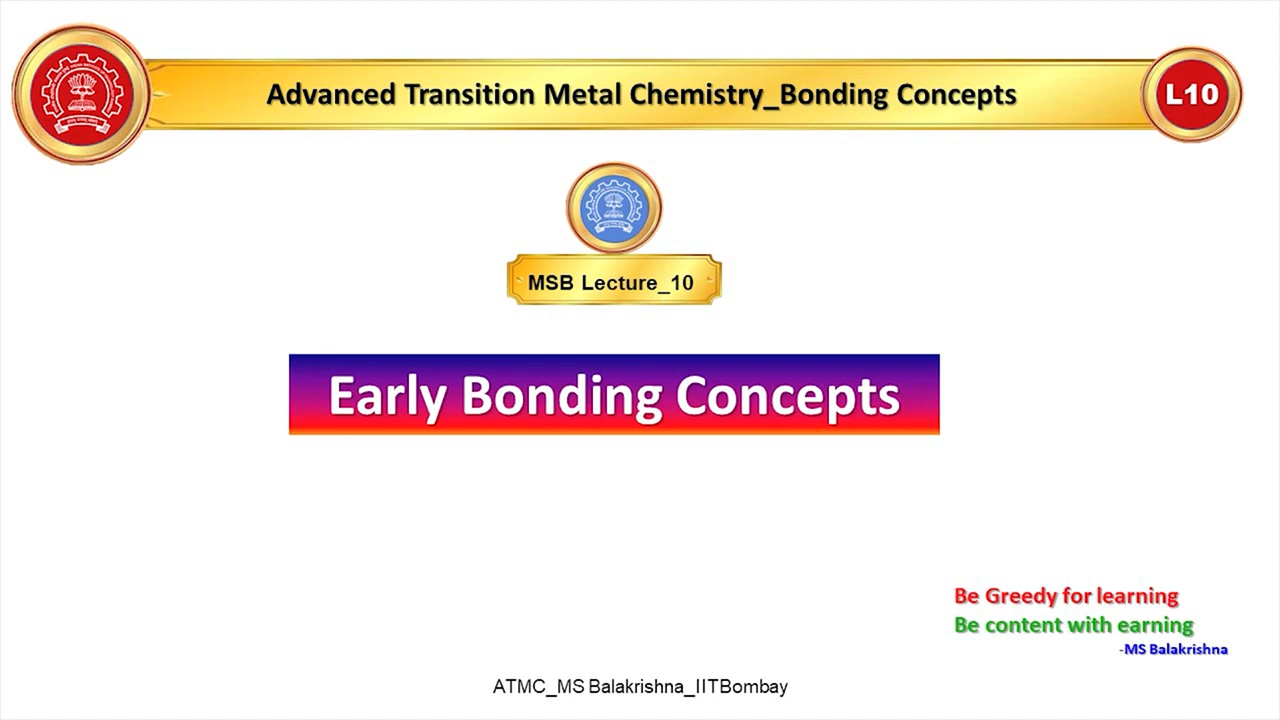 Advanced Transition Metal Chemistry_Bonding Concepts
L10
MSB Lecture_10
Early Bonding Concepts
Be Greedy for learning
Be content with earning
-MS Balakrishna
ATMC_MS Balakrishna_IITBombay